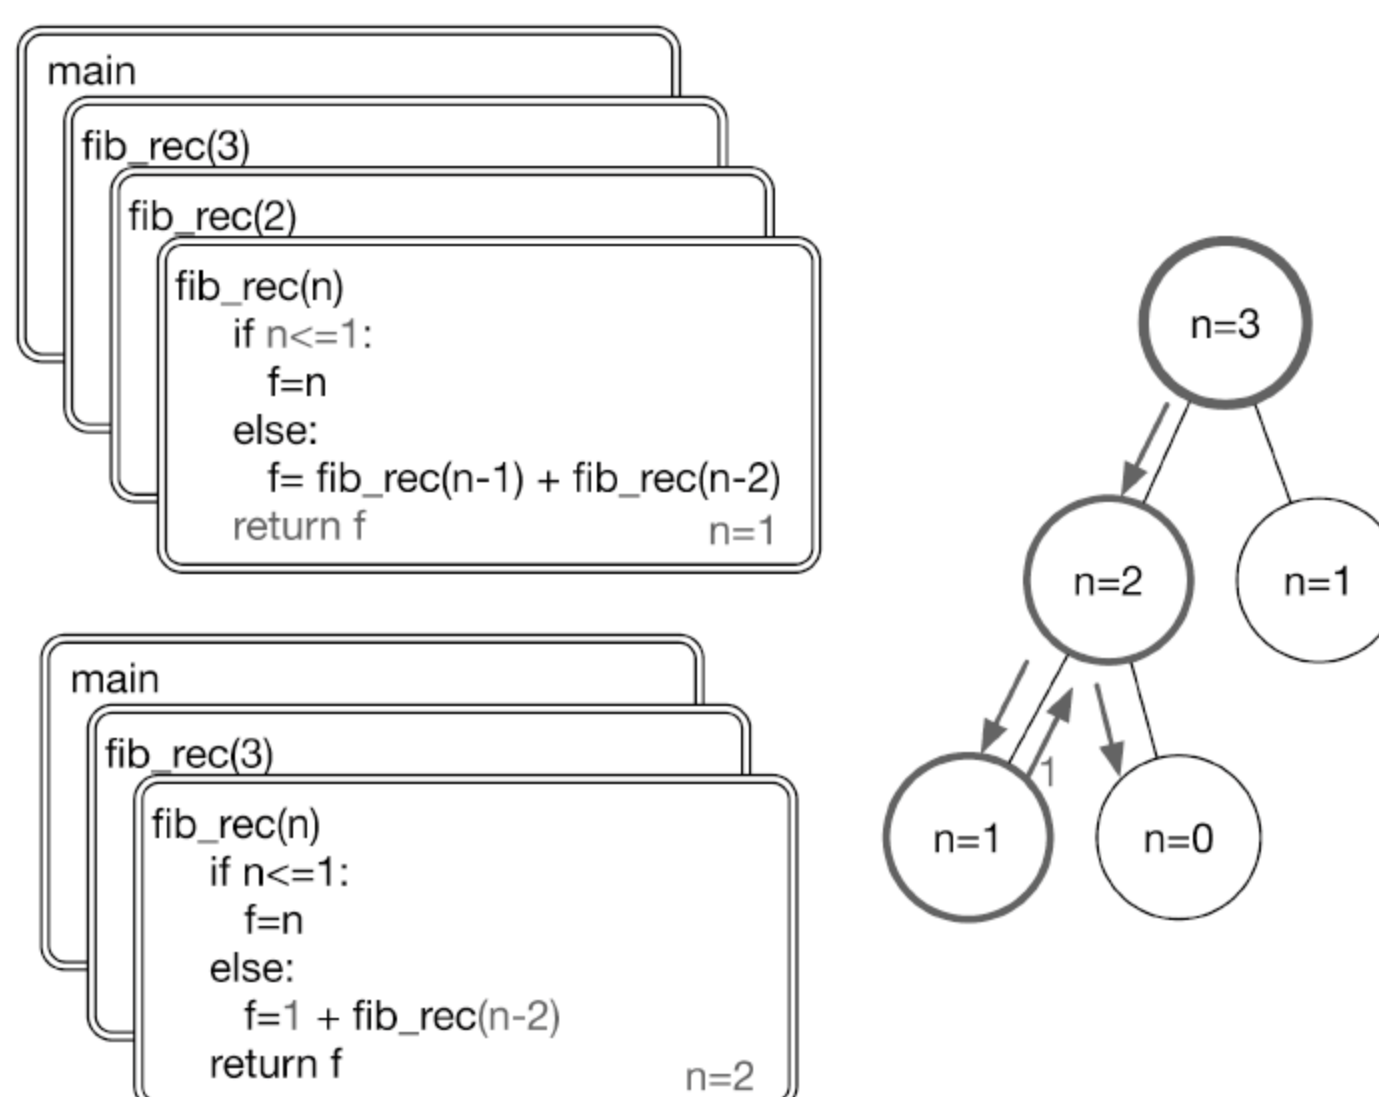 main
fib_rec(3)
fib_rec(2)
fib_rec(n)
if n<=1:
f=n
else:
f= fib_rec(n-1) + fib_rec(n-2)
return f
n=1
main
fib_rec(3)
fib_rec(n)
if n<=1:
f=n
else:
f=1 + fib_rec(n-2)
return f
n=2
n=3
n=2
n=1
1
n=1
n=0